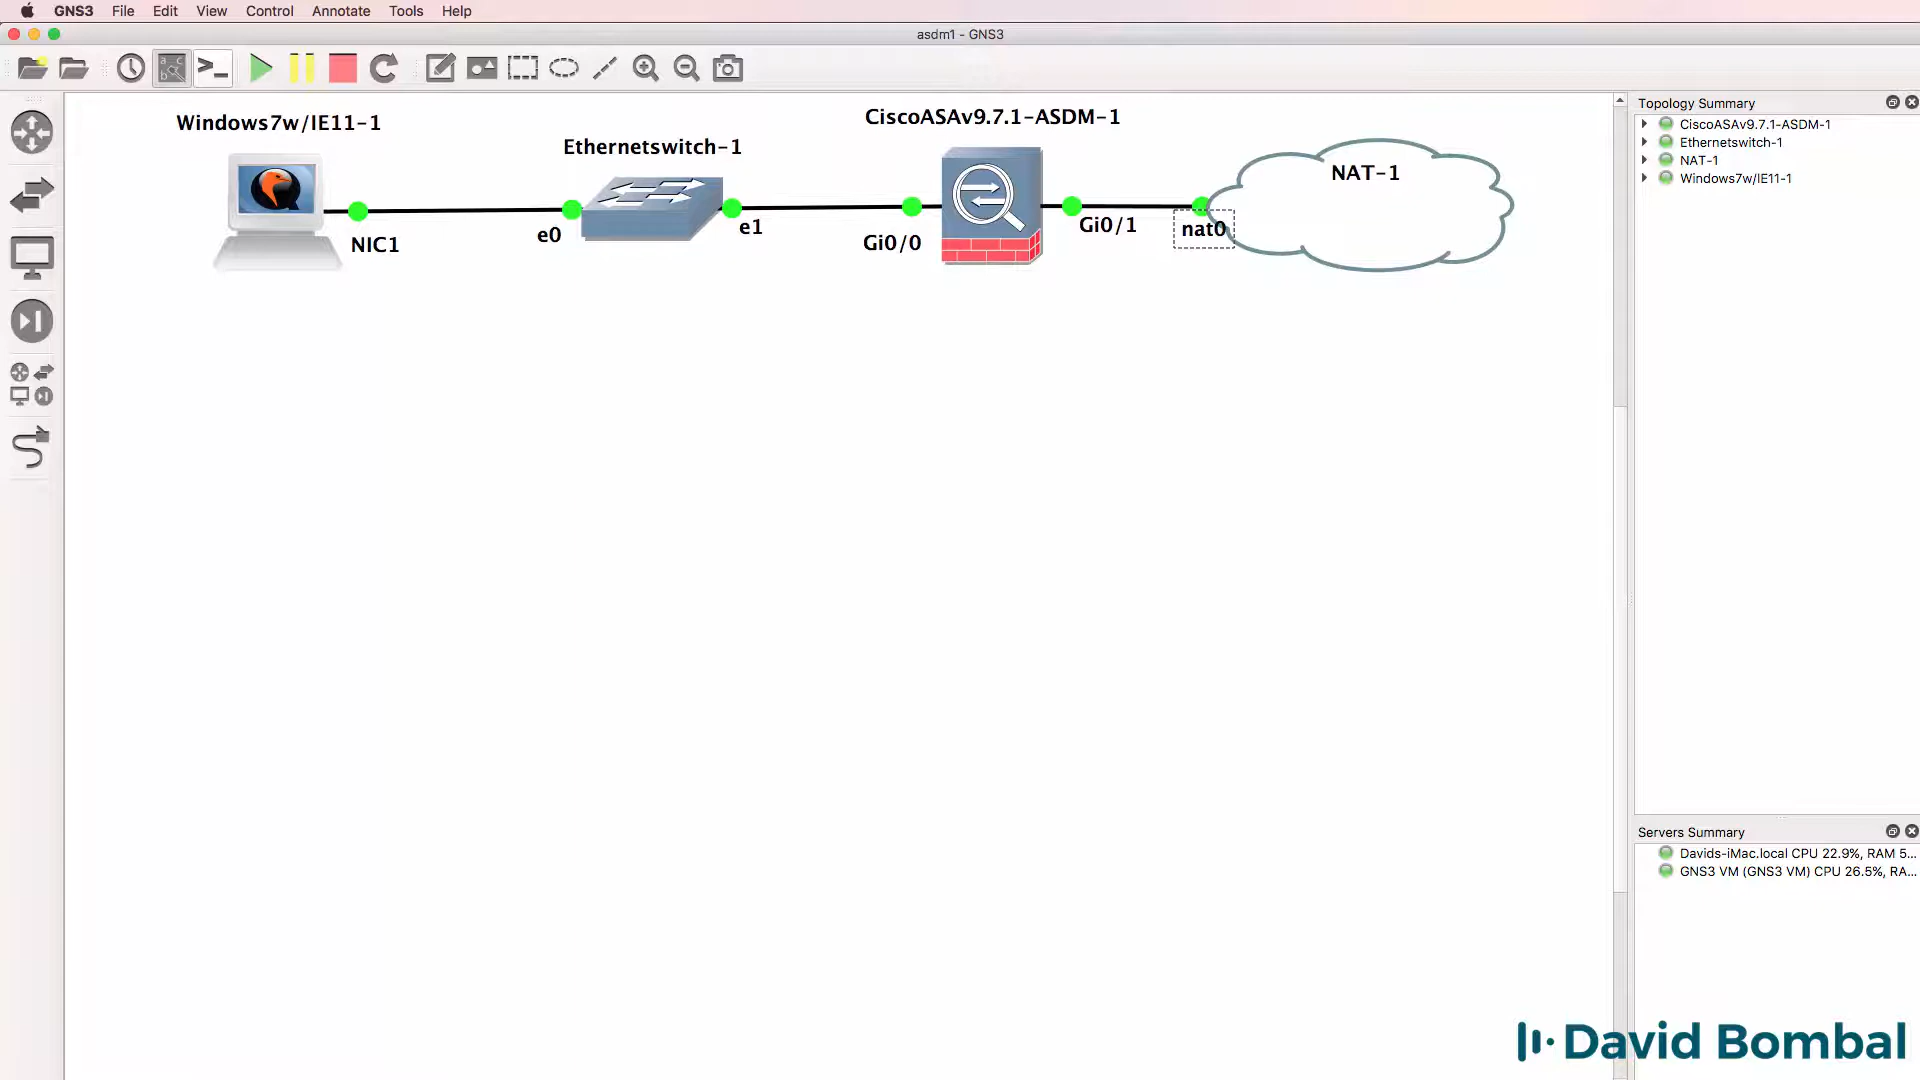 GNS3 File Edit View Control Annotate Tools Help
asdm1 - GNS3
Windows7w/IE11-1
NIC1
Ethernetswitch-1
e0
e1
CiscoASAv9.7.1-ASDM-1
Gi0/0
Gi0/1
nat0
NAT-1
Topology Summary
CiscoASAv9.7.1-ASDM-1
Ethernetswitch-1
NAT-1
Windows7w/IE11-1
Servers Summary
Davids-iMac.local CPU 22.9%, RAM 5...
GNS3 VM (GNS3 VM) CPU 26.5%, RA...
David Bombal